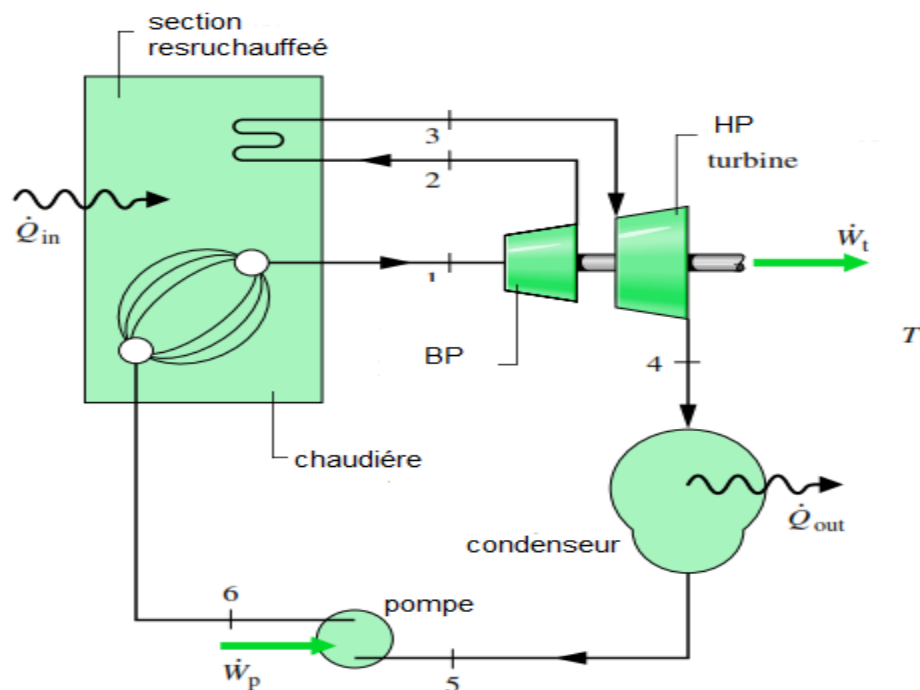 section
resruchauffeé
3
HP
turbine
2
Q̇in
Ẇt
1
BP
4
T
chaudiére
Q̇out
condenseur
6
pompe
Ẇp
5